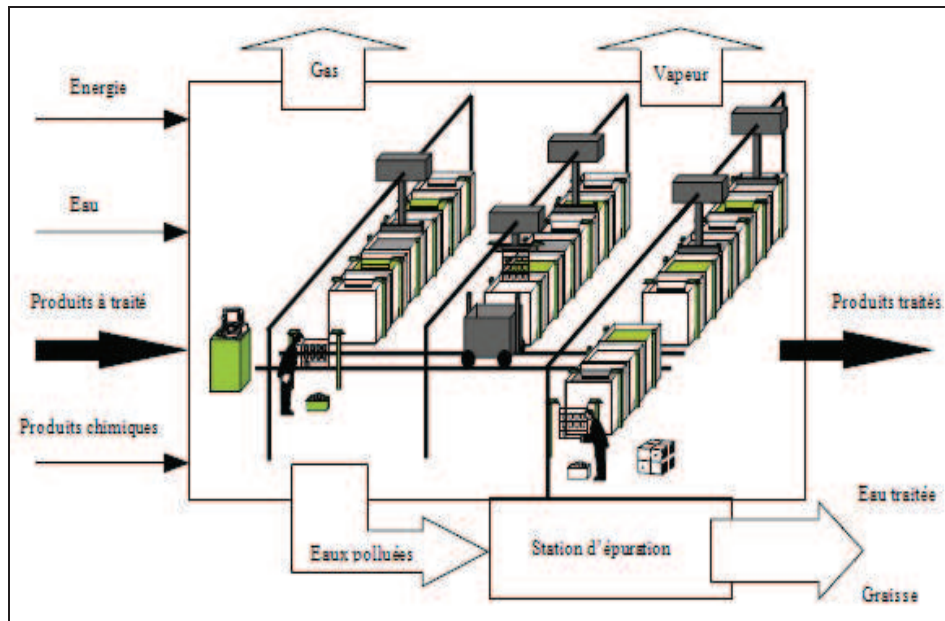 Gas
Vapeur
Energie
Eau
Produits à traité
Produits traités
Produits chimiques
Eau traitée
Eaux polluées
Station d'épuration
Graisse